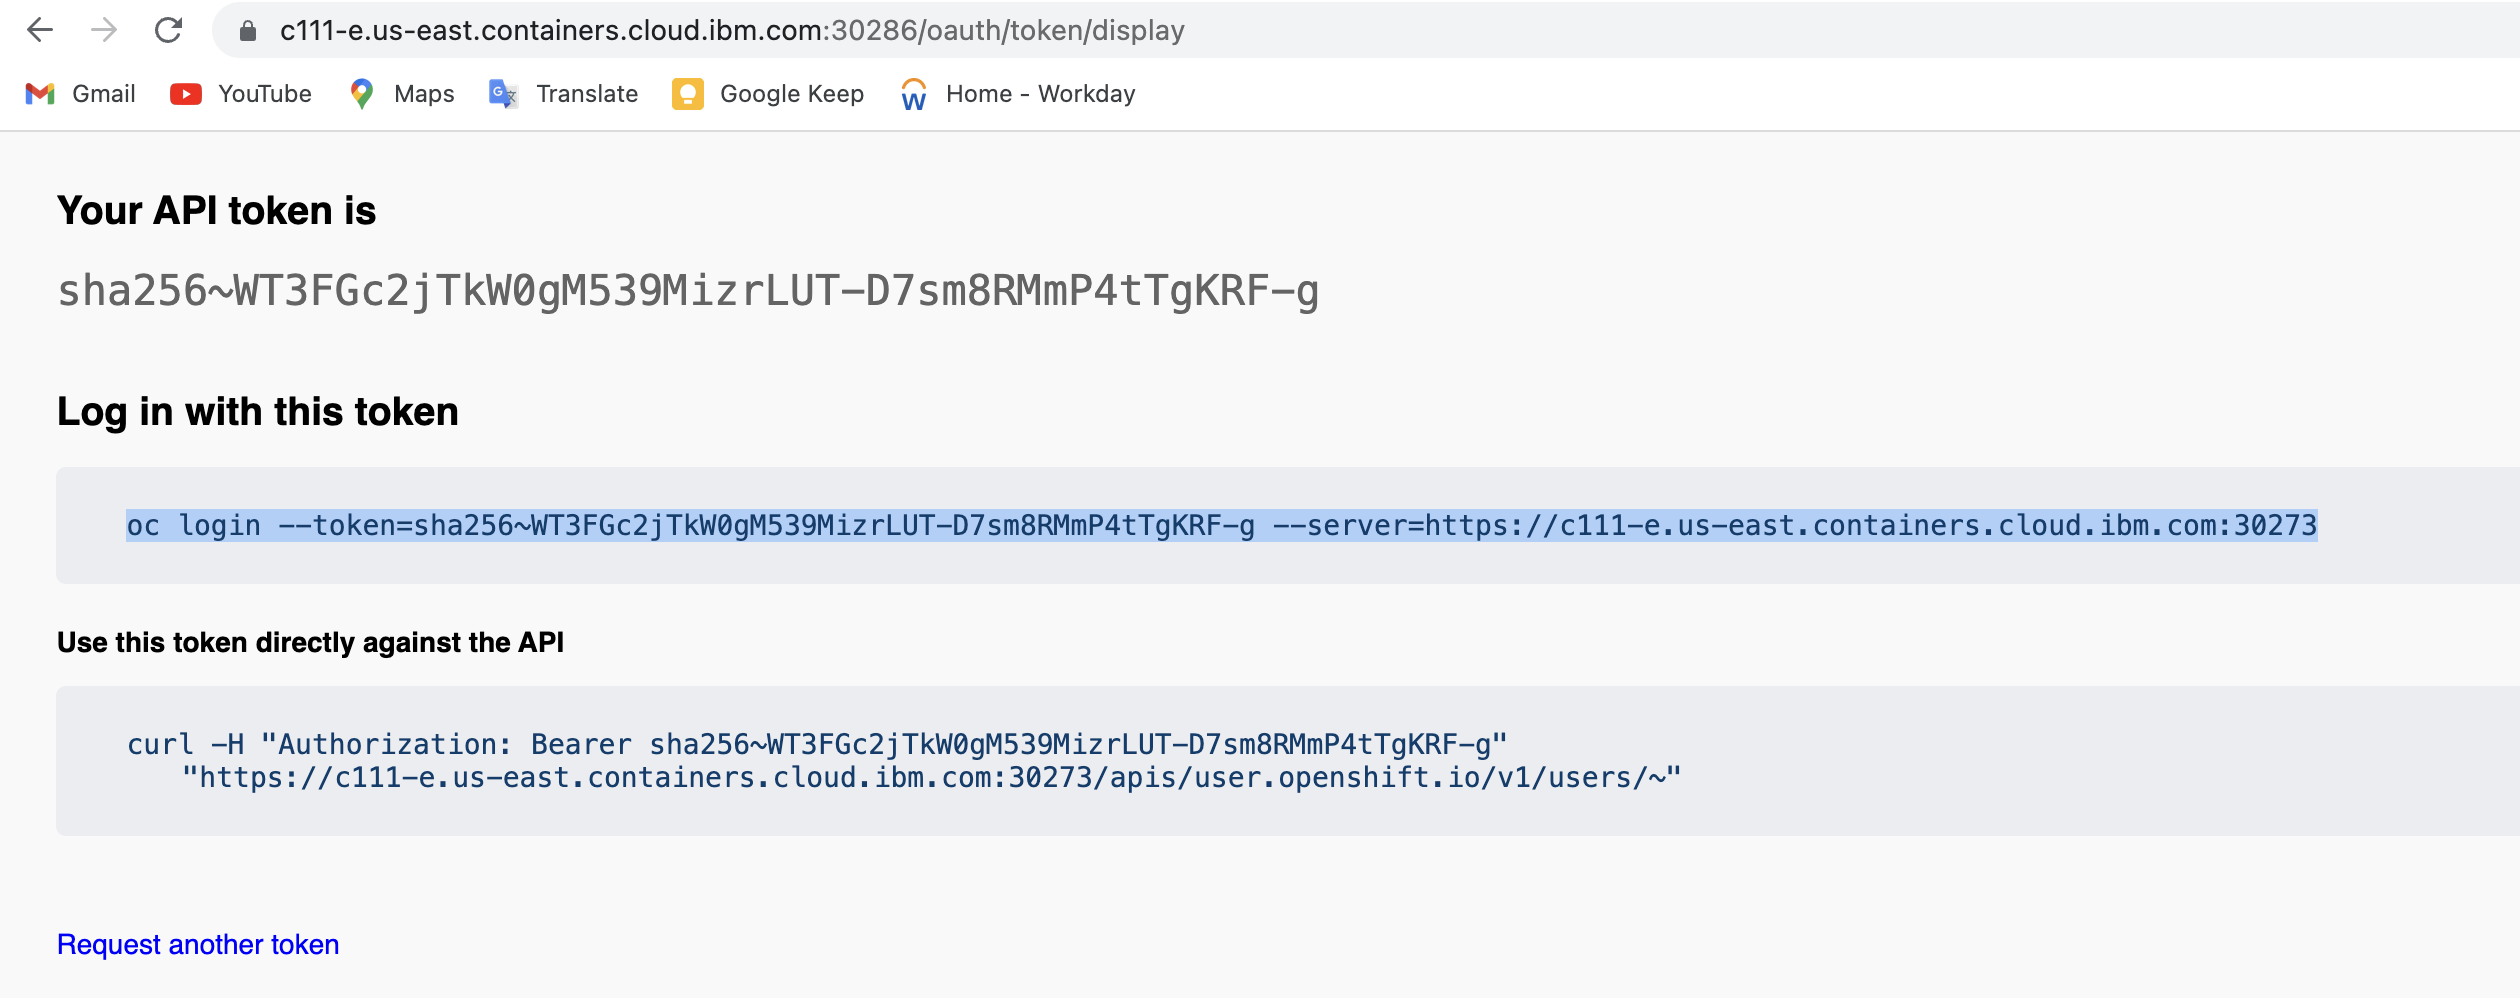 c111-e.us-east.containers.cloud.ibm.com:30286/oauth/token/display
Gmail YouTube Maps Translate Google Keep Home - Workday
Your API token is
sha256~WT3FGc2jTkW0gM539MizrLUT-D7sm8RMmP4tTgKRF-g
Log in with this token
oc login --token=sha256~WT3FGc2jTkW0gM539MizrLUT-D7sm8RMmP4tTgKRF-g --server=https://c111-e.us-east.containers.cloud.ibm.com:30273
Use this token directly against the API
curl -H "Authorization: Bearer sha256~WT3FGc2jTkW0gM539MizrLUT-D7sm8RMmP4tTgKRF-g"
"https://c111-e.us-east.containers.cloud.ibm.com:30273/apis/user.openshift.io/v1/users/~"
Request another token